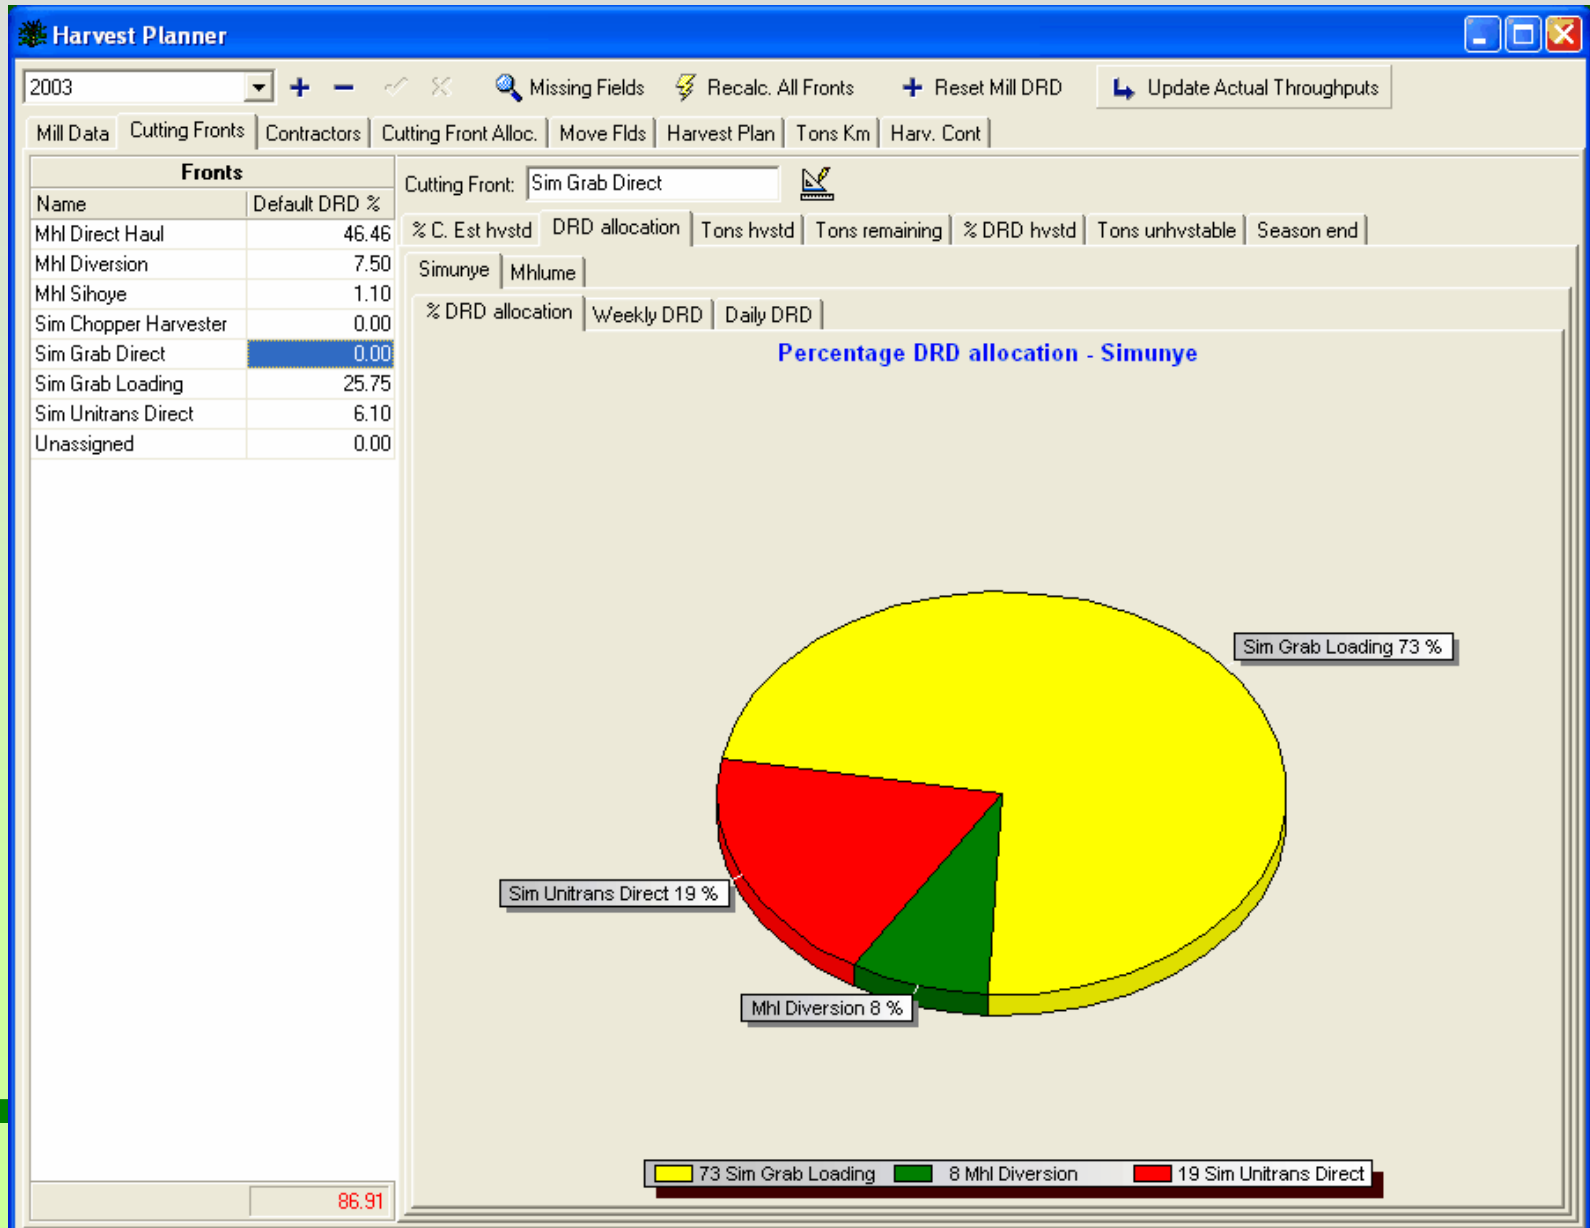 Harvest Planner
2003 Missing Fields Recalc. All Fronts Reset Mill DRD Update Actual Throughputs
Mill Data Cutting Fronts Contractors Cutting Front Alloc. Move Flds Harvest Plan Tons Km Harv. Cont
Fronts
Name Default DRD %
Mhl Direct Haul 46.46
Mhl Diversion 7.50
Mhl Sihoye 1.10
Sim Chopper Harvester 0.00
Sim Grab Direct 0.00
Sim Grab Loading 25.75
Sim Unitrans Direct 6.10
Unassigned 0.00
86.91
Cutting Front: Sim Grab Direct
% C. Est hvstd DRD allocation Tons hvstd Tons remaining % DRD hvstd Tons unhvstable Season end
Simunye Mhlume
% DRD allocation Weekly DRD Daily DRD
Percentage DRD allocation - Simunye
Sim Grab Loading 73 %
Sim Unitrans Direct 19 %
Mhl Diversion 8 %
73 Sim Grab Loading 8 Mhl Diversion 19 Sim Unitrans Direct